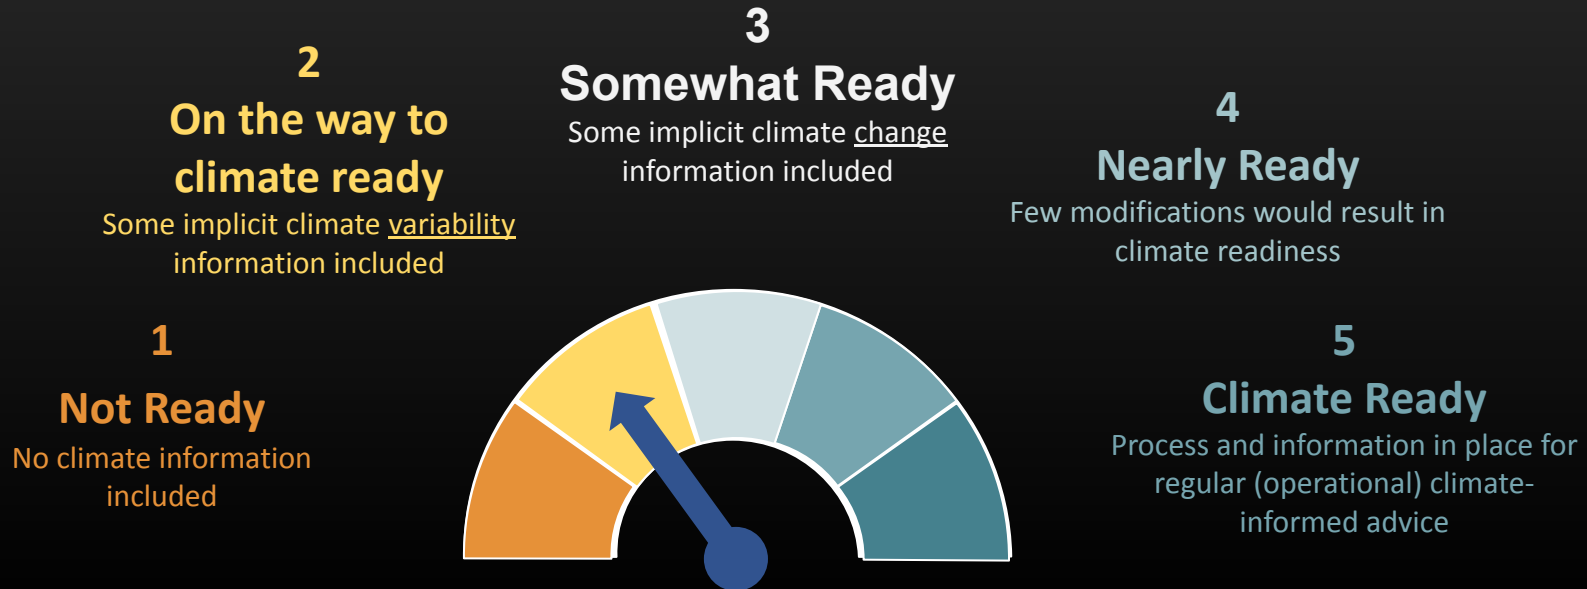 1
Not Ready
No climate information
included
2
On the way to
climate ready
Some implicit climate variability
information included
3
Somewhat Ready
Some implicit climate change
information included
4
Nearly Ready
Few modifications would result in
climate readiness
5
Climate Ready
Process and information in place for
regular (operational) climate-
informed advice